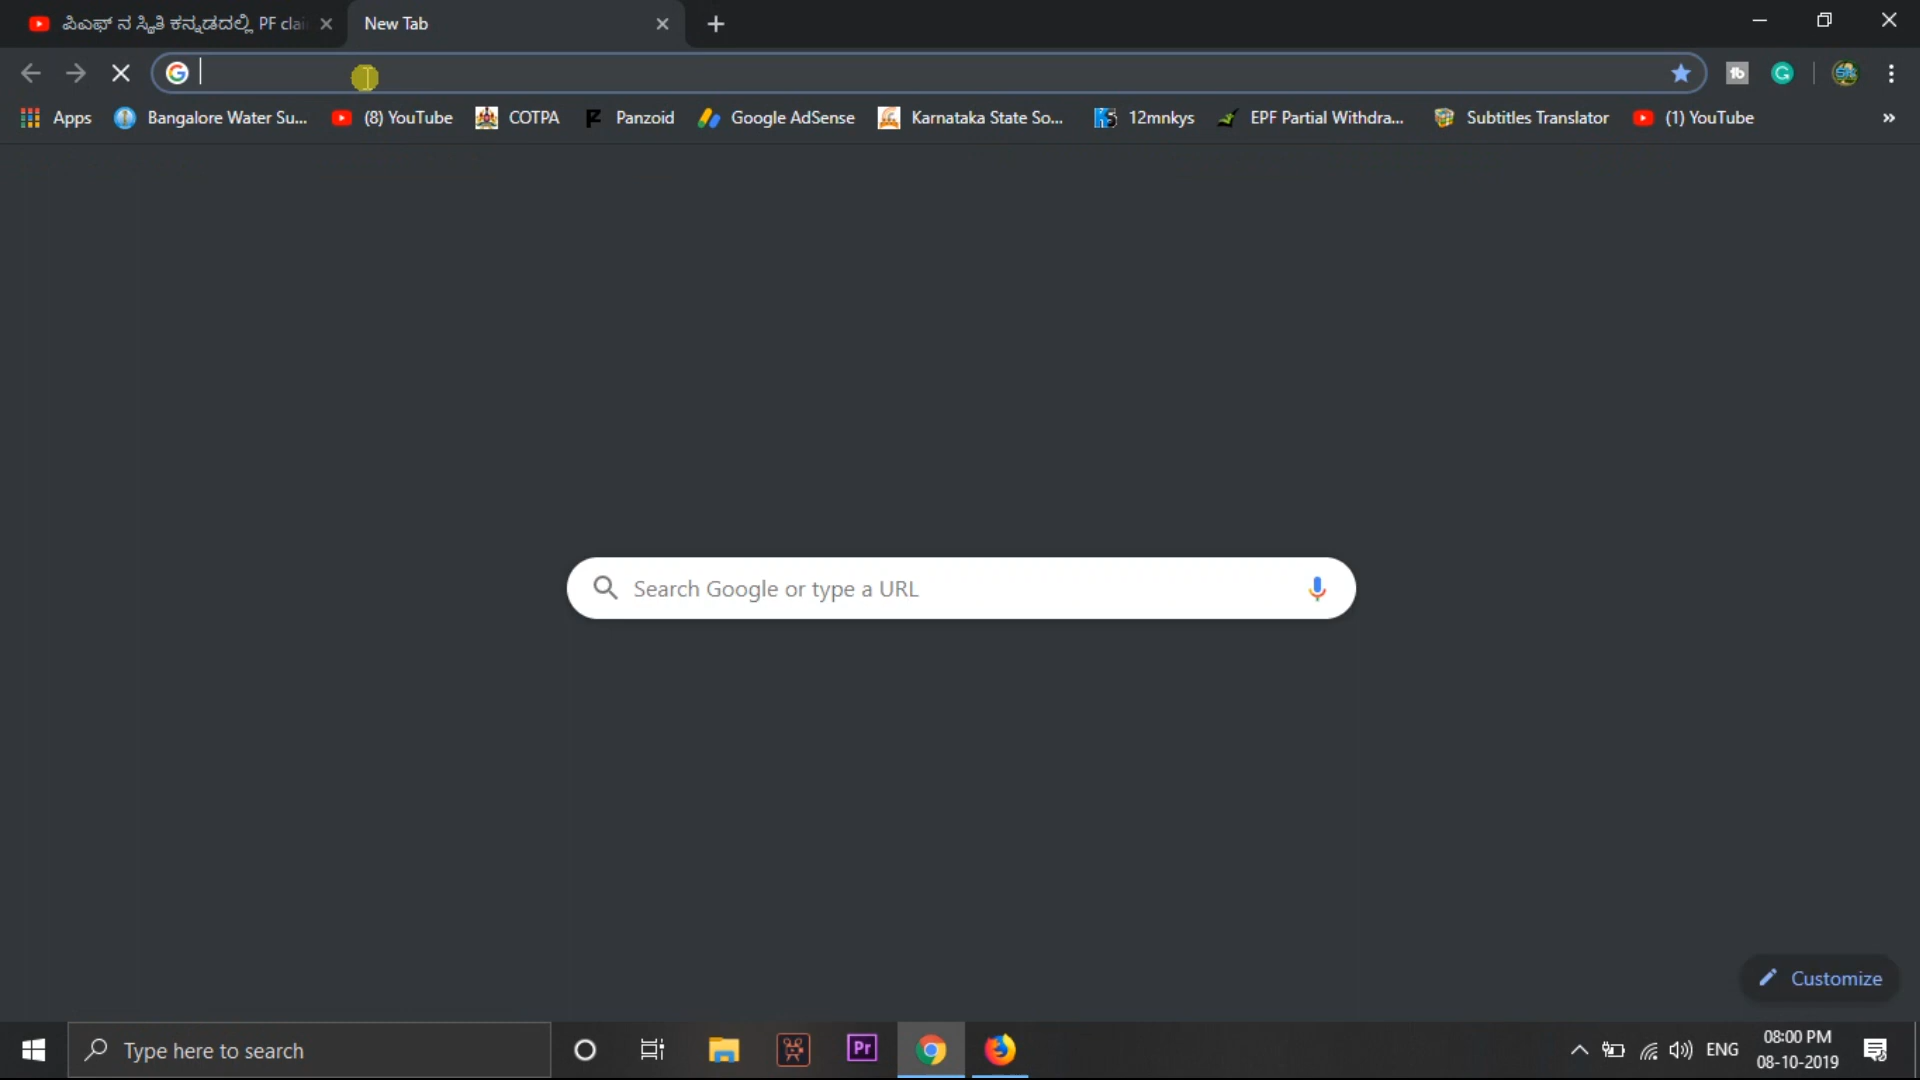 ಪಿಎಫ್ ನ ಸ್ಥಿತಿ ಕನ್ನಡದಲ್ಲಿ PF clai
New Tab
Apps
Bangalore Water Su...
(8) YouTube
COTPA
Panzoid
Google AdSense
Karnataka State So...
12mnkys
EPF Partial Withdra...
Subtitles Translator
(1) YouTube
Search Google or type a URL
Customize
Type here to search
Pr
ENG
08:00 PM
08-10-2019